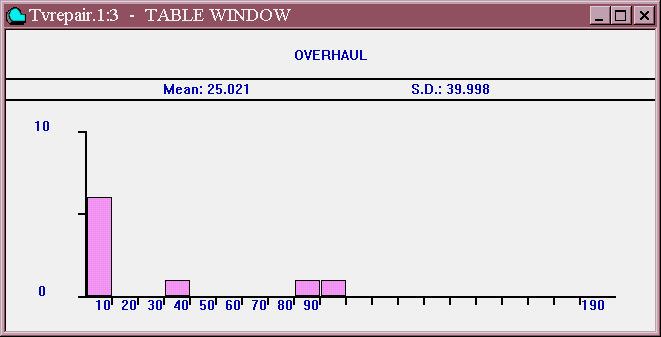 Tvrepair.1:3 - TABLE WINDOW
OVERHAUL
Mean: 25.021 S.D.: 39.998
10
0
10 20 30 40 50 60 70 80 90 190